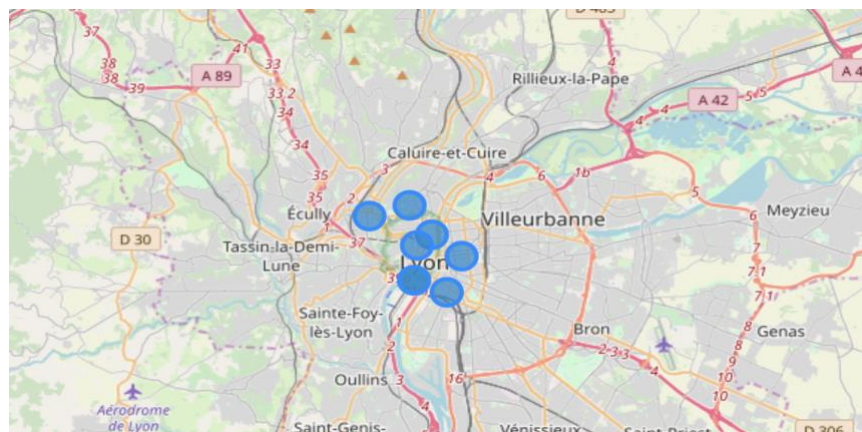 D 483
37
41
33
38
38
39
A 89
33.2
34
4
Rillieux-la-Pape
A 4
A 42
5
5
4
4
Caluire-et-Cuire
3
4
6
1b
35
35
2
Écully
1
37
Villeurbanne
6
Meyzieu
D 30
Tassin-la-Demi-
Lune
Lyon
7
7.1
7.1
Sainte-Foy-
lès-Lyon
1
2
Bron
Genas
8
9
2
3
3
4
10
10
Oullins
3
16
4
Aérodrome
de Lyon
Saint-Genis-
Vénissieux
Saint-Priest
D 306